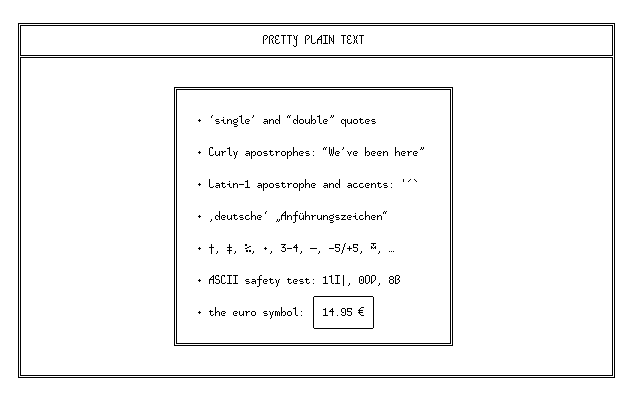 PRETTY PLAIN TEXT
• ‘single’ and “double” quotes
• Curly apostrophes: “We’ve been here”
• Latin-1 apostrophe and accents: '´`
• ‚deutsche‘ „Anführungszeichen“
• †, ‡, ‰, •, 3–4, —, −5/+5, ™, …
• ASCII safety test: 1lI|, 0OD, 8B
• the euro symbol: 14.95 €